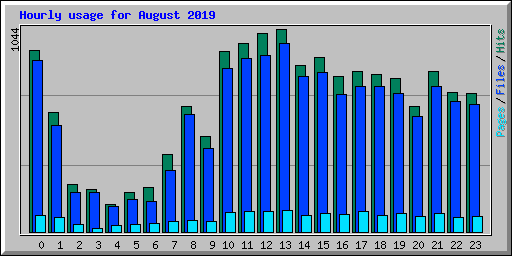 Hourly usage for August 2019
1044
Pages/Files/Hits
0 1 2 3 4 5 6 7 8 9 10 11 12 13 14 15 16 17 18 19 20 21 22 23